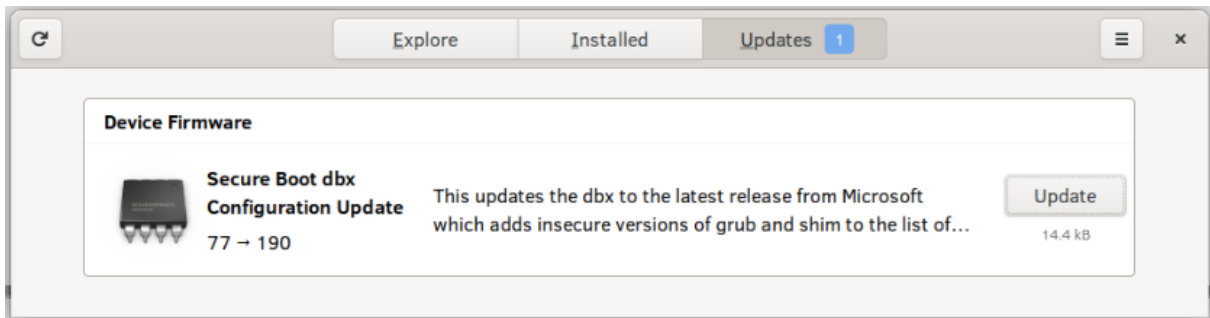 Explore Installed Updates 1
Device Firmware
Secure Boot dbx
Configuration Update
77 → 190
This updates the dbx to the latest release from Microsoft
which adds insecure versions of grub and shim to the list of...
Update
14.4 kB